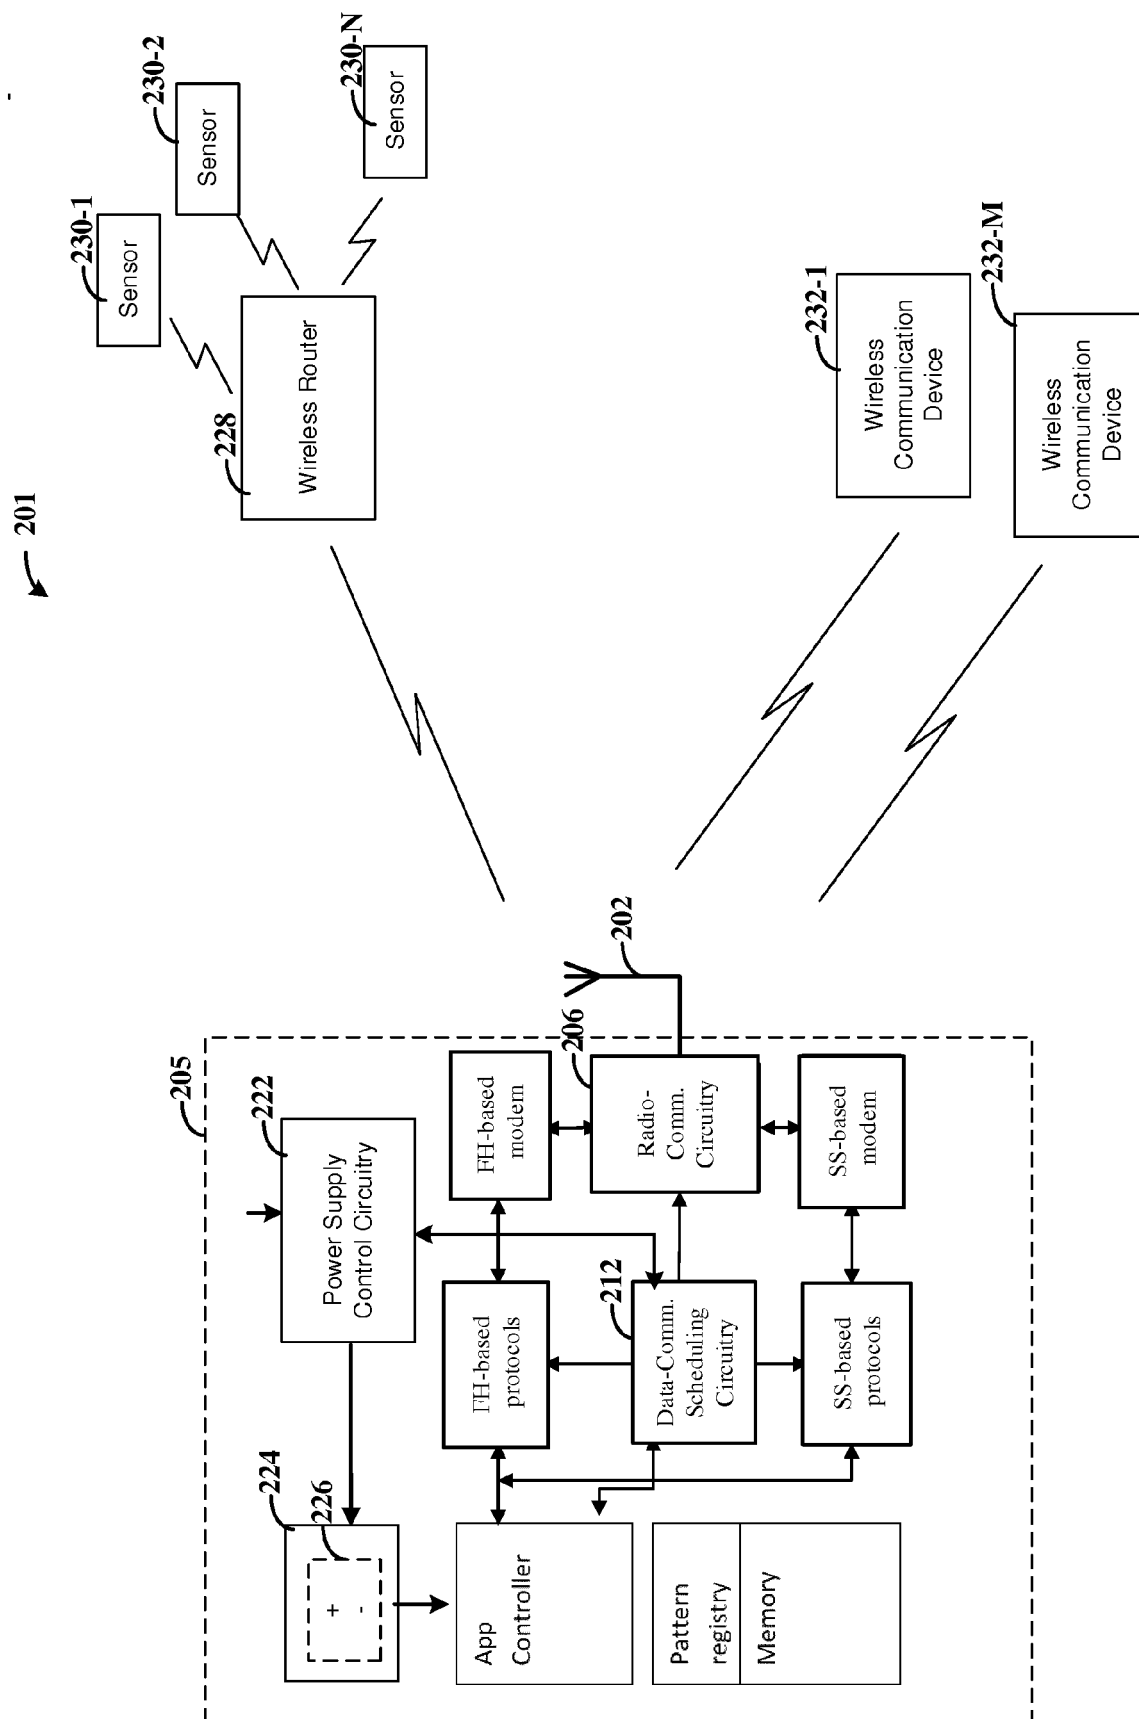 201
205
224
226
+
-
222
Power Supply
Control Circuitry
App
Controller
FH-based
protocols
FH-based
modem
212
Data-Comm.
Scheduling
Circuitry
206
Radio-
Comm.
Circuitry
202
Pattern
registry
Memory
SS-based
protocols
SS-based
modem
228
Wireless Router
230-1
Sensor
230-2
Sensor
230-N
Sensor
232-1
Wireless
Communication
Device
232-M
Wireless
Communication
Device